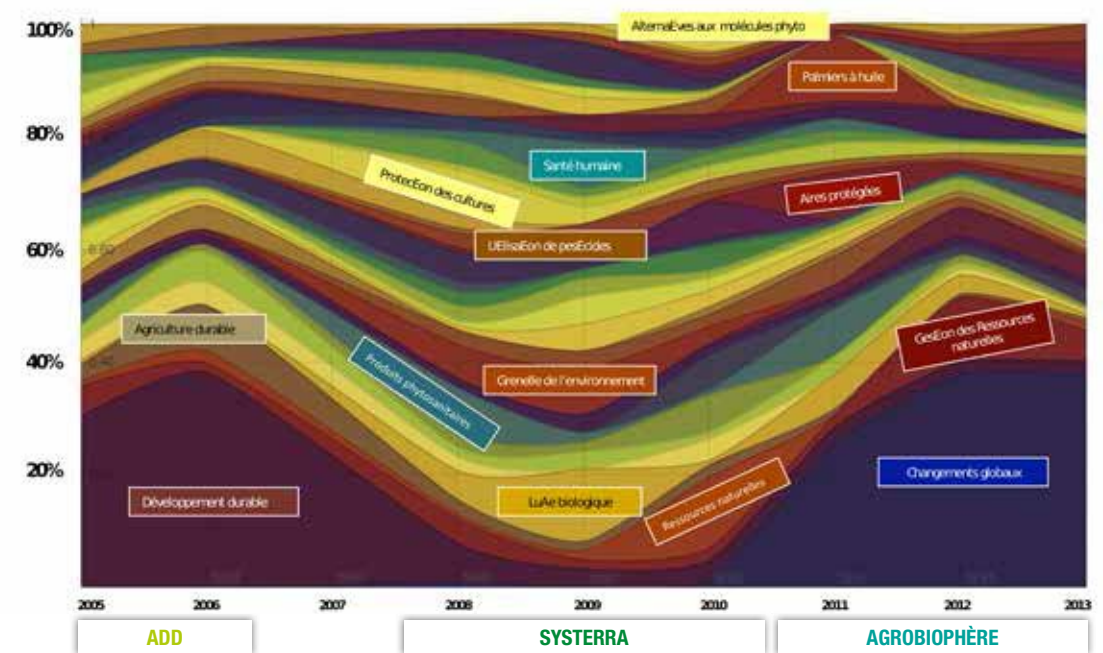 100%
AlternaEves aux molécules phyto
Palmiers à huile
80%
Santé humaine
ProtecEon des cultures
Aires protégées
60%
UElisaEon de pesEcides
Agriculture durable
GesEon des Ressources
naturelles
40%
Produits phytosanitaires
Grenelle de l'environnement
20%
Changements globaux
Développement durable
LuAe biologique
Ressources naturelles
2005 2006 2007 2008 2009 2010 2011 2012 2013
ADD SYSTERRA AGROBIOPHÈRE